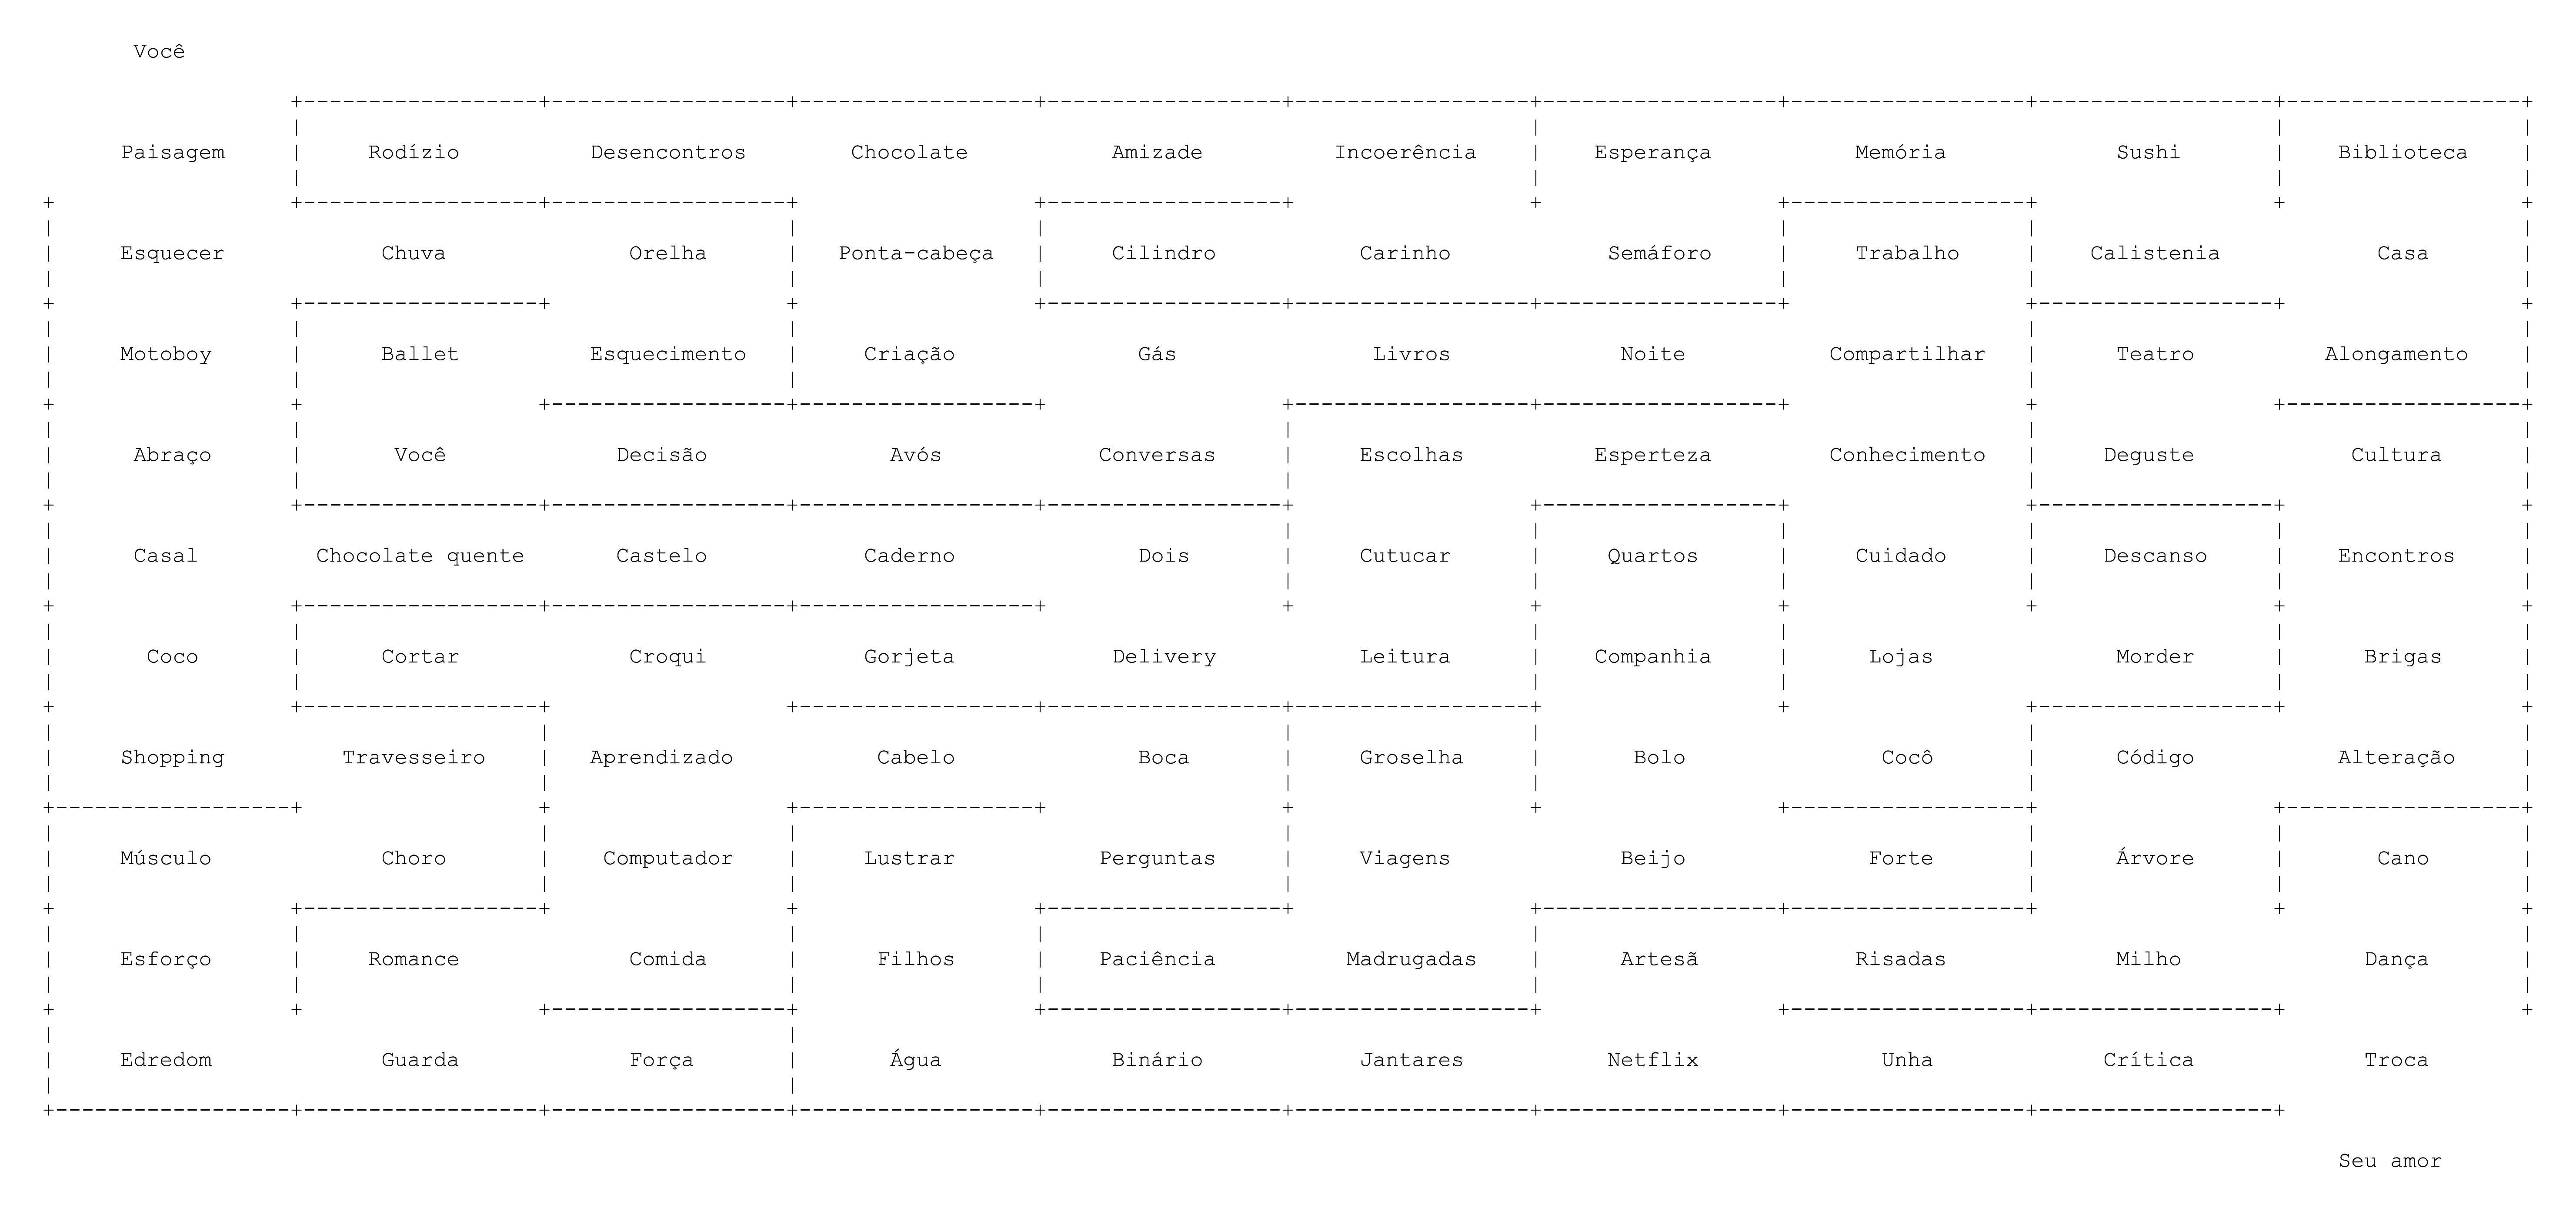 Você
Paisagem Rodízio Desencontros Chocolate Amizade Incoerência Esperança Memória Sushi Biblioteca
Esquecer Chuva Orelha Ponta-cabeça Cilindro Carinho Semáforo Trabalho Calistenia Casa
Motoboy Ballet Esquecimento Criação Gás Livros Noite Compartilhar Teatro Alongamento
Abraço Você Decisão Avós Conversas Escolhas Esperteza Conhecimento Deguste Cultura
Casal Chocolate quente Castelo Caderno Dois Cutucar Quartos Cuidado Descanso Encontros
Coco Cortar Croqui Gorjeta Delivery Leitura Companhia Lojas Morder Brigas
Shopping Travesseiro Aprendizado Cabelo Boca Groselha Bolo Cocô Código Alteração
Músculo Choro Computador Lustrar Perguntas Viagens Beijo Forte Árvore Cano
Esforço Romance Comida Filhos Paciência Madrugadas Artesã Risadas Milho Dança
Edredom Guarda Força Água Binário Jantares Netflix Unha Crítica Troca
Seu amor